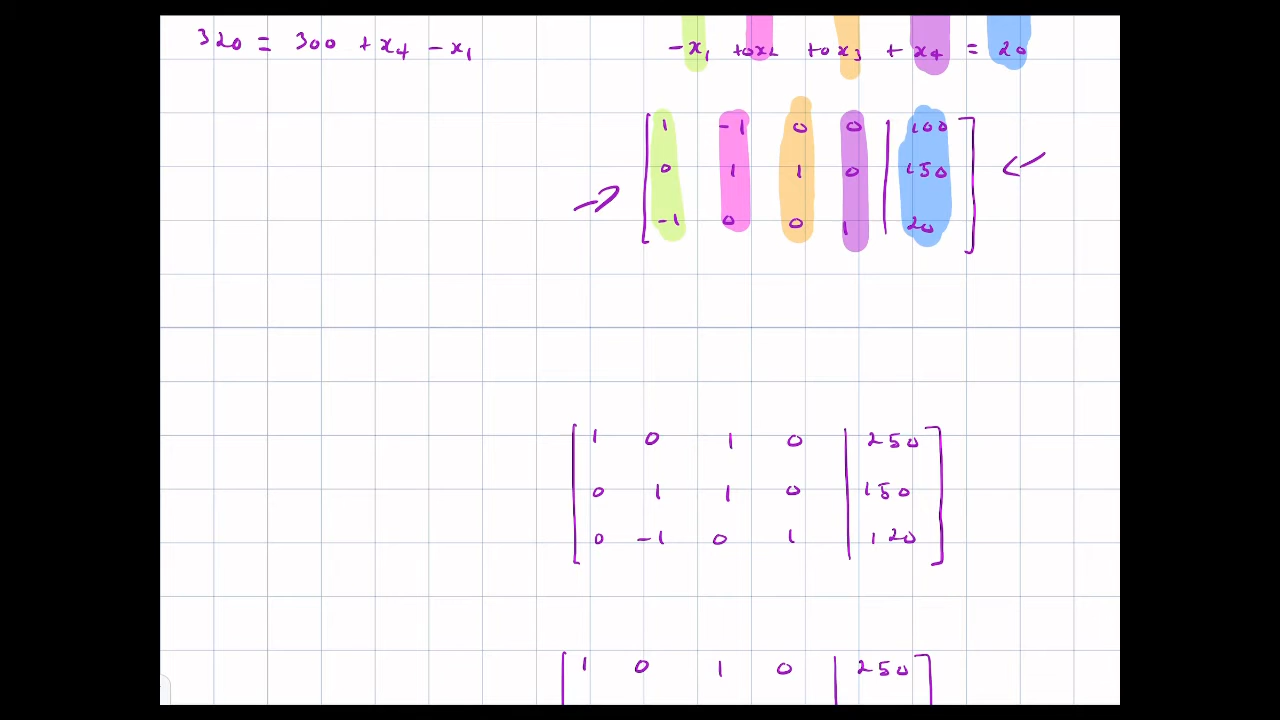 320 = 300 + x₄ - x₁
-x₁ +0x₂ +0x₃ + x₄ = 20
1 -1 0 0 | 100
0 1 1 0 | 150
-1 0 0 1 | 20
1 0 1 0 | 250
0 1 1 0 | 150
0 -1 0 1 | 120
1 0 1 0 | 250